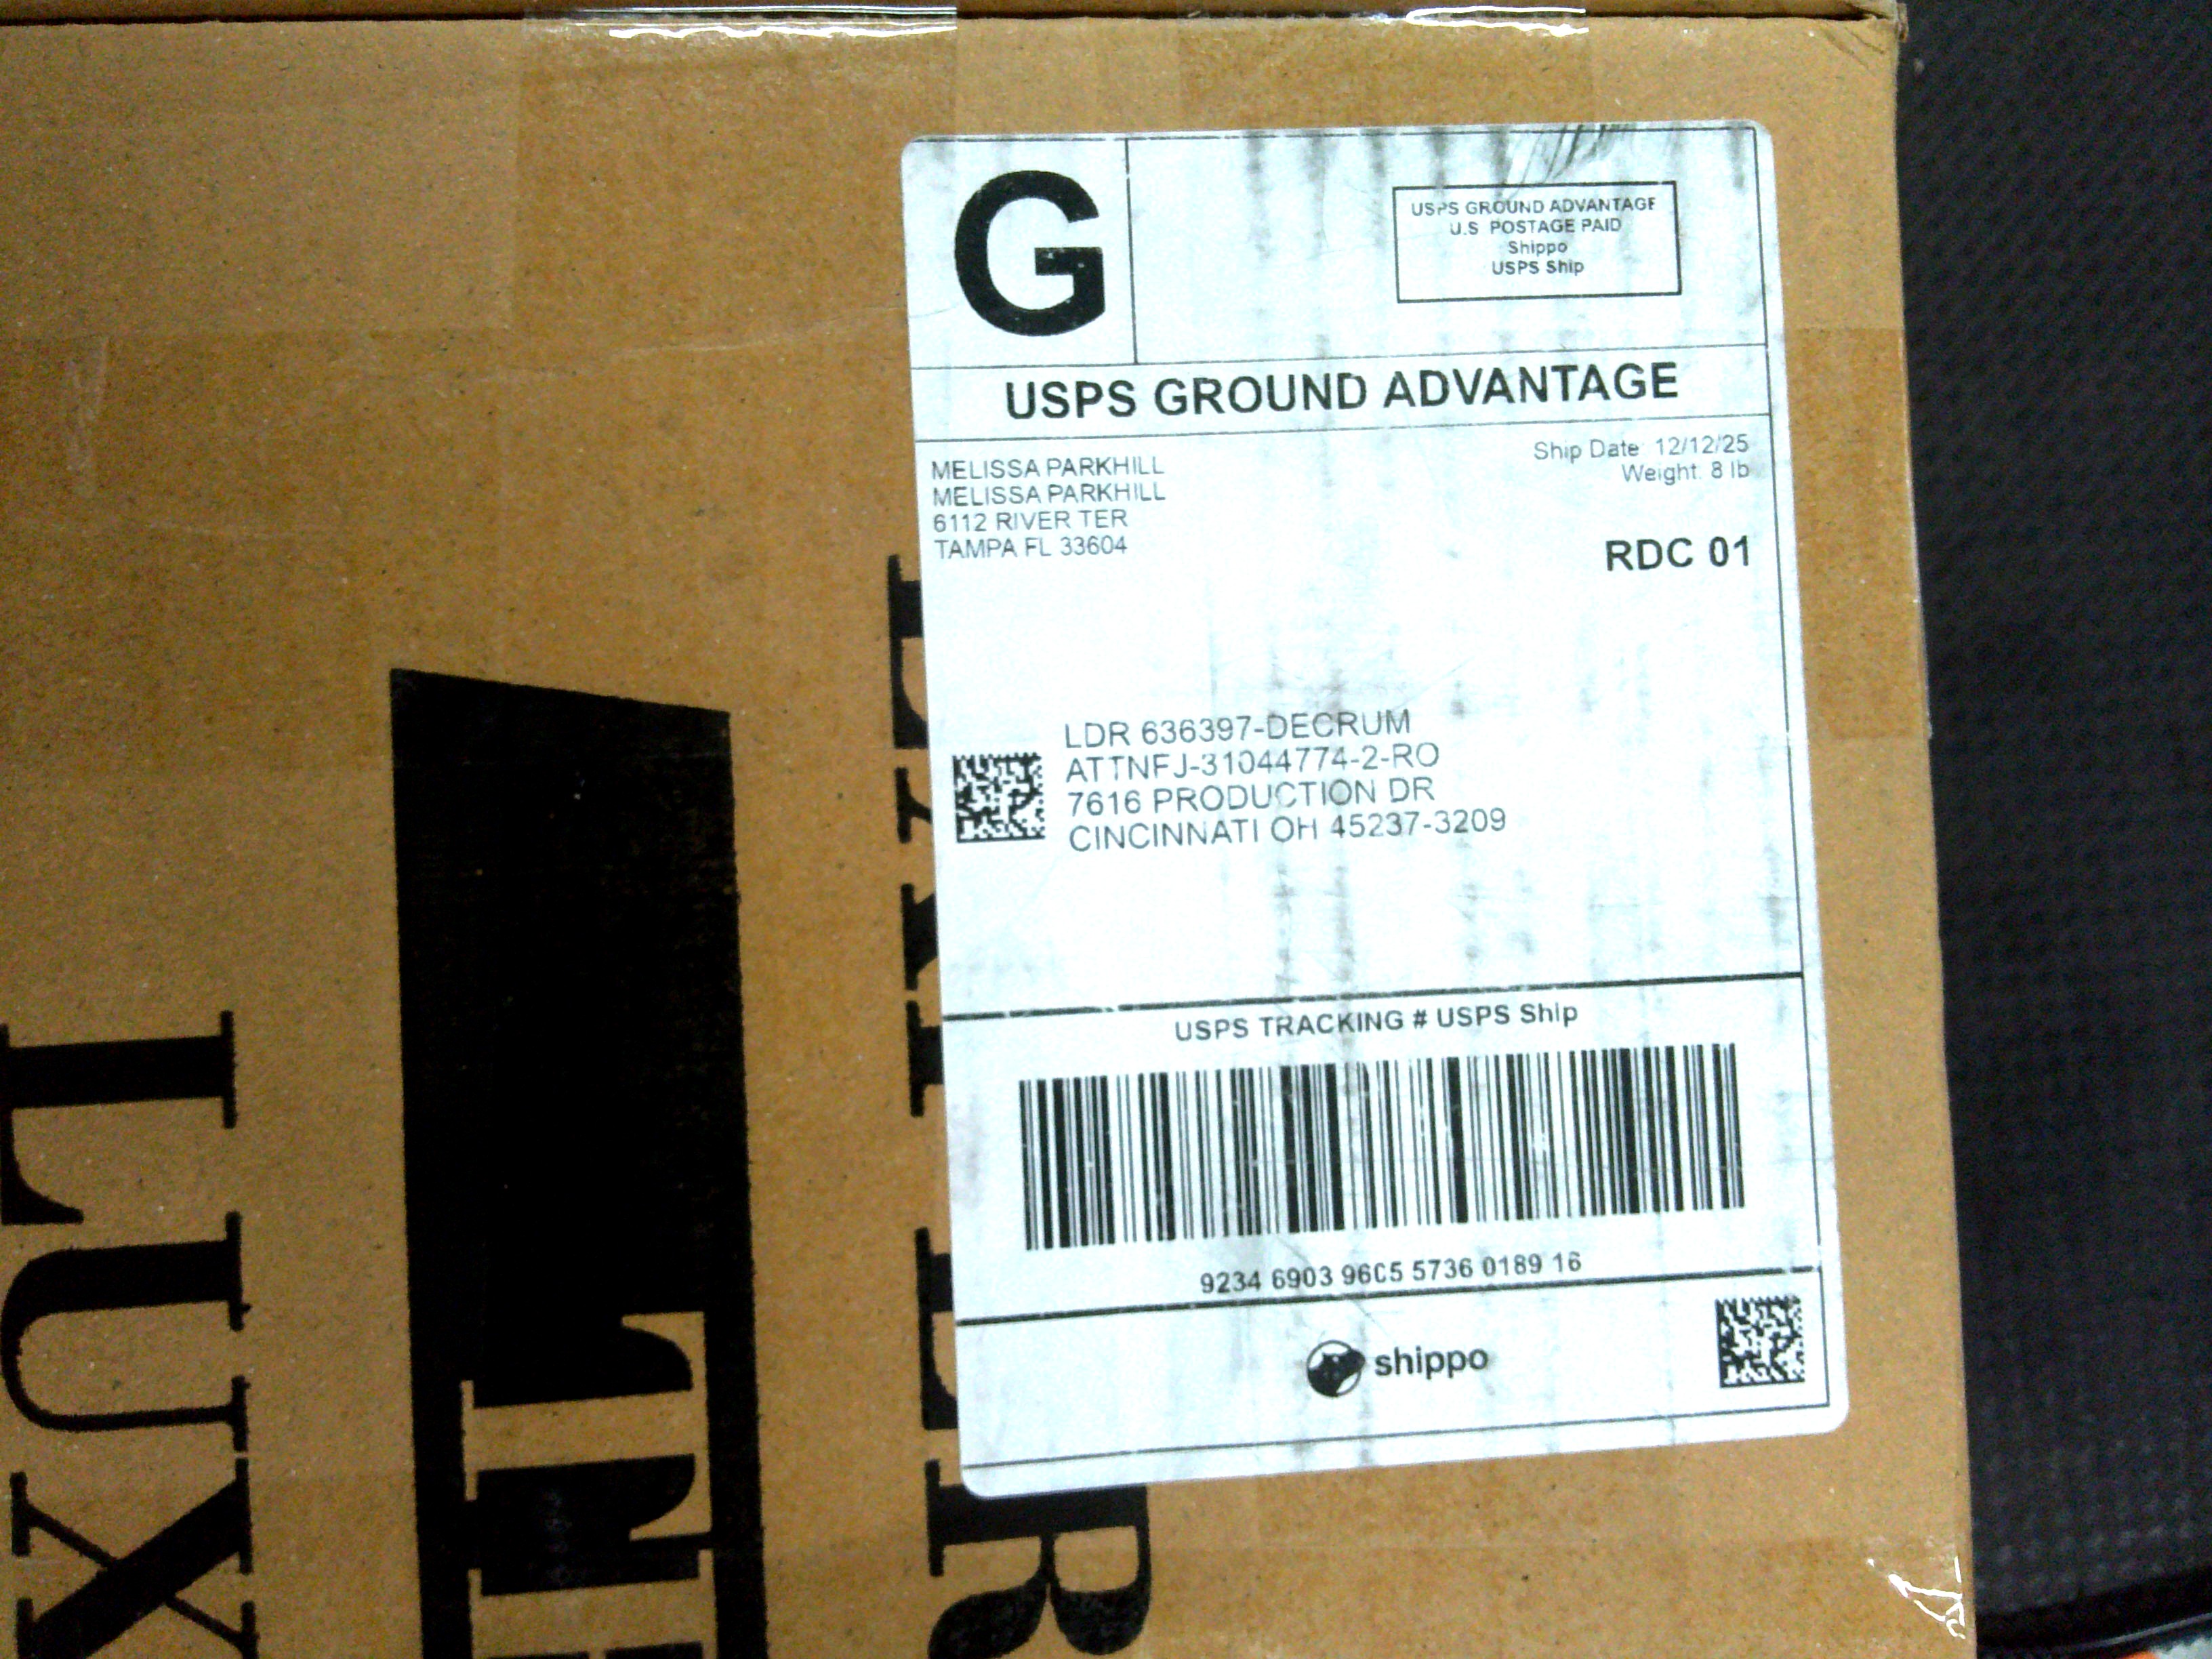 G
USPS GROUND ADVANTAGE
U.S POSTAGE PAID
Shippo
USPS Ship
USPS GROUND ADVANTAGE
MELISSA PARKHILL
MELISSA PARKHILL
6112 RIVER TER
TAMPA FL 33604
Ship Date: 12/12/25
Weight: 8 lb
RDC 01
LDR 636397-DECRUM
ATTNFJ-31044774-2-RO
7616 PRODUCTION DR
CINCINNATI OH 45237-3209
USPS TRACKING # USPS Ship
9234 6903 9605 5736 0189 16
shippo
LUX